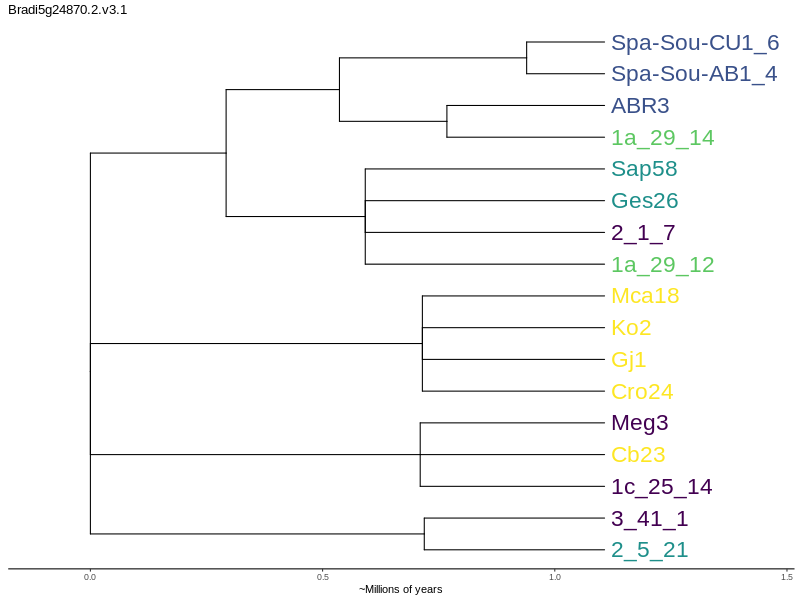 Bradi5g24870.2.v3.1
Spa-Sou-CU1_6
Spa-Sou-AB1_4
ABR3
1a_29_14
Sap58
Ges26
2_1_7
1a_29_12
Mca18
Ko2
Gj1
Cro24
Meg3
Cb23
1c_25_14
3_41_1
2_5_21
0.0 0.5 1.0 1.5
~Millions of years